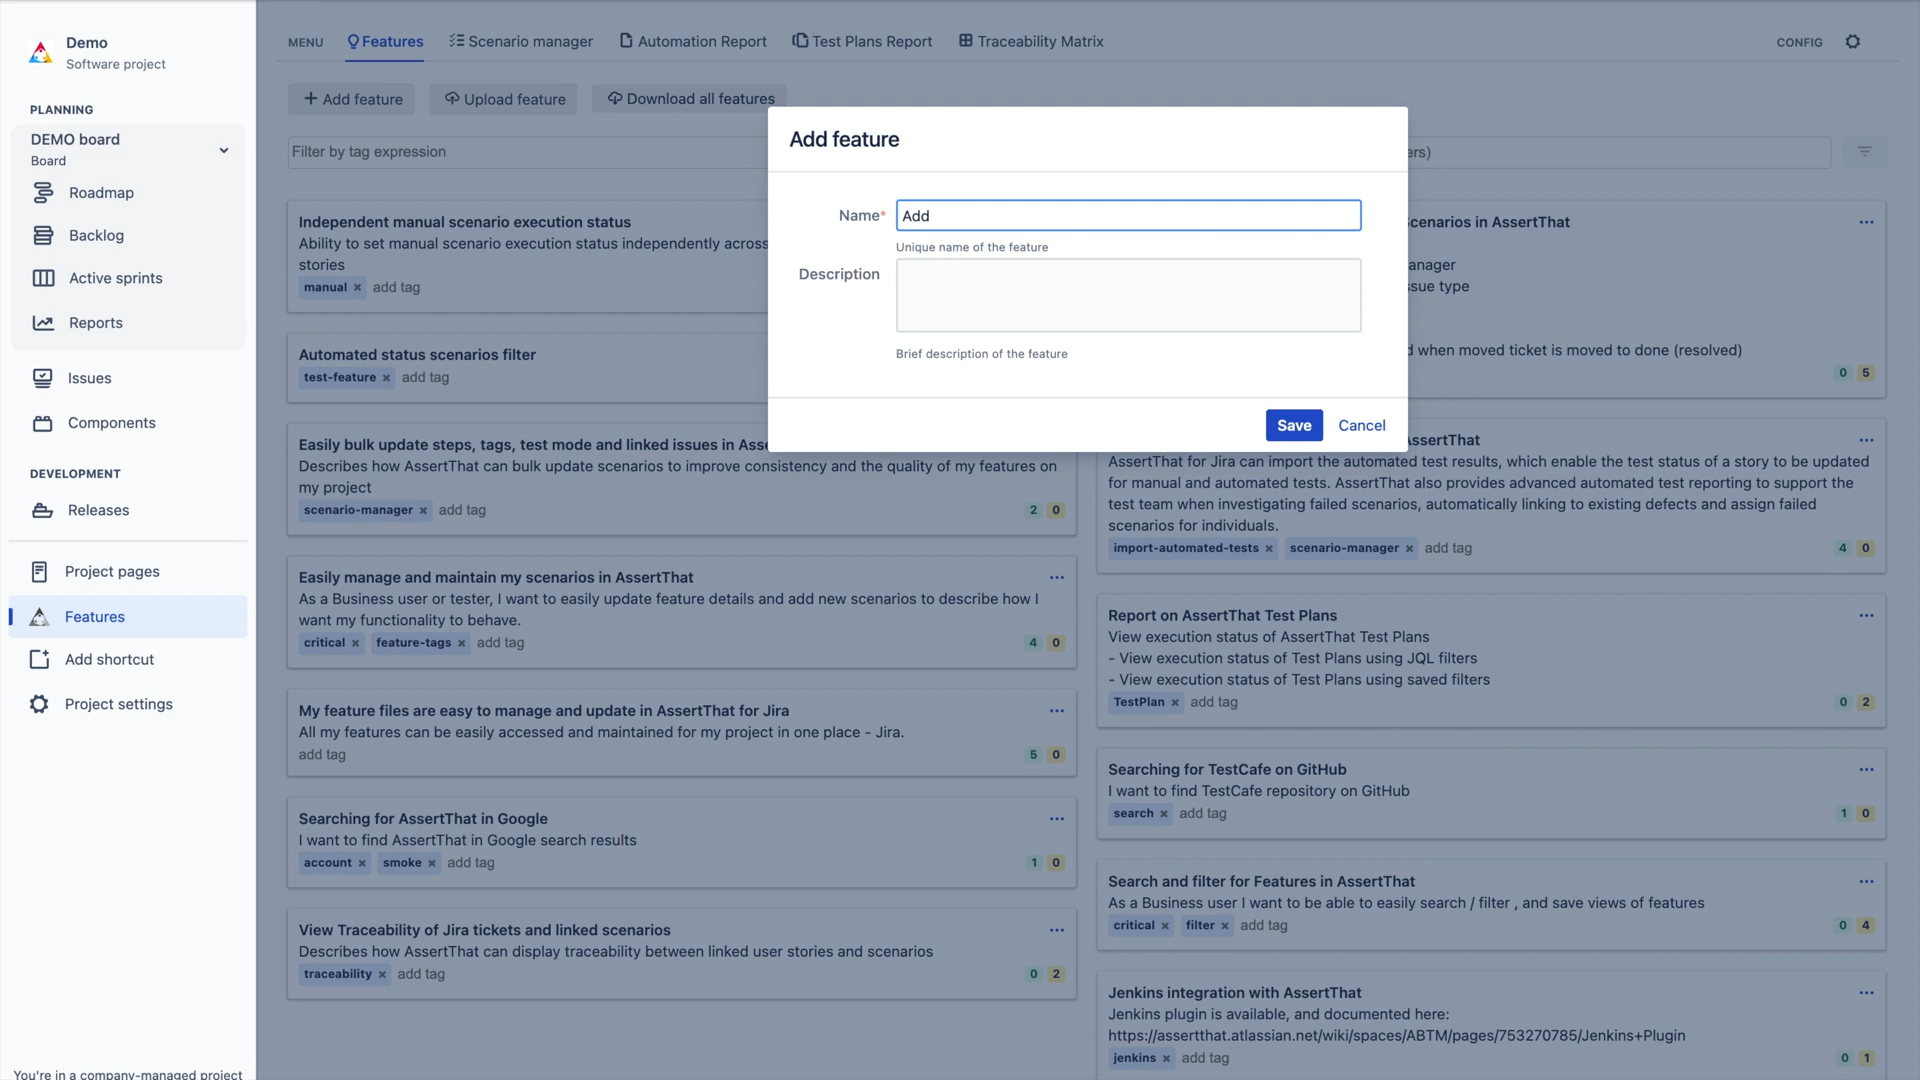 Demo
Software project
PLANNING
DEMO board
Board
Roadmap
Backlog
Active sprints
Reports
Issues
Components
DEVELOPMENT
Releases
Project pages
Features
Add shortcut
Project settings
You're in a company-managed project
MENU Features Scenario manager Automation Report Test Plans Report Traceability Matrix CONFIG
Add feature Upload feature Download all features
Filter by tag expression
ers)
Add feature
Name* Add
Unique name of the feature
Description
Brief description of the feature
Save Cancel
Independent manual scenario execution status
Ability to set manual scenario execution status independently across
stories
manual × add tag
Automated status scenarios filter
test-feature × add tag
Easily bulk update steps, tags, test mode and linked issues in Asse
Describes how AssertThat can bulk update scenarios to improve consistency and the quality of my features on
my project
scenario-manager × add tag 2 0
Easily manage and maintain my scenarios in AssertThat
As a Business user or tester, I want to easily update feature details and add new scenarios to describe how I
want my functionality to behave.
critical × feature-tags × add tag 4 0
My feature files are easy to manage and update in AssertThat for Jira
All my features can be easily accessed and maintained for my project in one place - Jira.
add tag 5 0
Searching for AssertThat in Google
I want to find AssertThat in Google search results
account × smoke × add tag 1 0
View Traceability of Jira tickets and linked scenarios
Describes how AssertThat can display traceability between linked user stories and scenarios
traceability × add tag 0 2
Scenarios in AssertThat
anager
ssue type
d when moved ticket is moved to done (resolved)
0 5
AssertThat
AssertThat for Jira can import the automated test results, which enable the test status of a story to be updated
for manual and automated tests. AssertThat also provides advanced automated test reporting to support the
test team when investigating failed scenarios, automatically linking to existing defects and assign failed
scenarios for individuals.
import-automated-tests × scenario-manager × add tag 4 0
Report on AssertThat Test Plans
View execution status of AssertThat Test Plans
- View execution status of Test Plans using JQL filters
- View execution status of Test Plans using saved filters
TestPlan × add tag 0 2
Searching for TestCafe on GitHub
I want to find TestCafe repository on GitHub
search × add tag 1 0
Search and filter for Features in AssertThat
As a Business user I want to be able to easily search / filter , and save views of features
critical × filter × add tag 0 4
Jenkins integration with AssertThat
Jenkins plugin is available, and documented here:
https://assertthat.atlassian.net/wiki/spaces/ABTM/pages/753270785/Jenkins+Plugin
jenkins × add tag 0 1